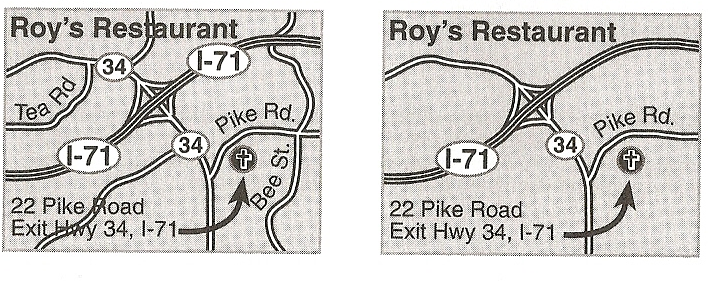 Roy's Restaurant
34
I-71
Tea Rd
Pike Rd.
I-71
34
Bee St.
22 Pike Road
Exit Hwy 34, I-71
Roy's Restaurant
Pike Rd.
I-71
34
22 Pike Road
Exit Hwy 34, I-71